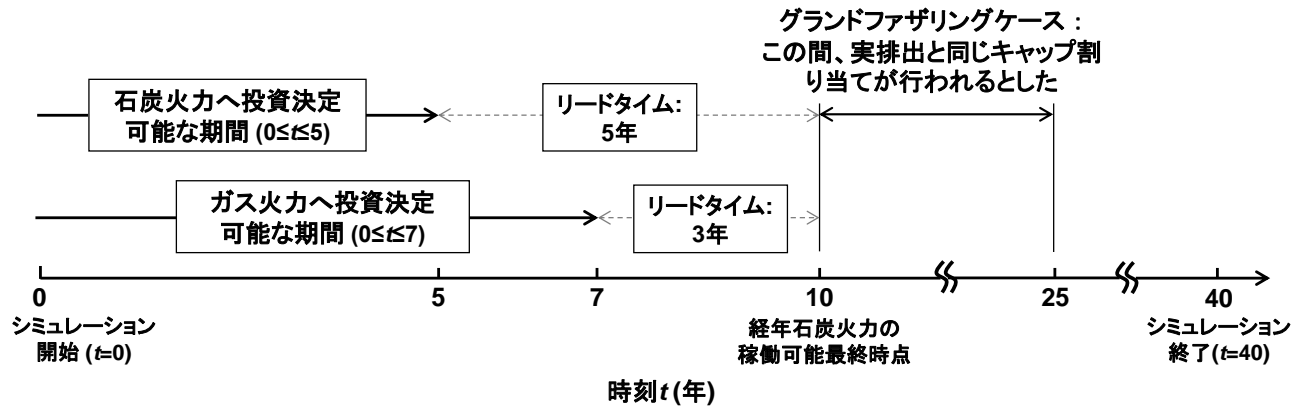 グランドファザリングケース：
この間、実排出と同じキャップ割
り当てが行われるとした
石炭火力へ投資決定
可能な期間 (0≤t≤5)
リードタイム:
5年
ガス火力へ投資決定
可能な期間 (0≤t≤7)
リードタイム:
3年
0
5
7
10
25
40
シミュレーション
開始 (t=0)
経年石炭火力の
稼働可能最終時点
シミュレーション
終了(t=40)
時刻t (年)